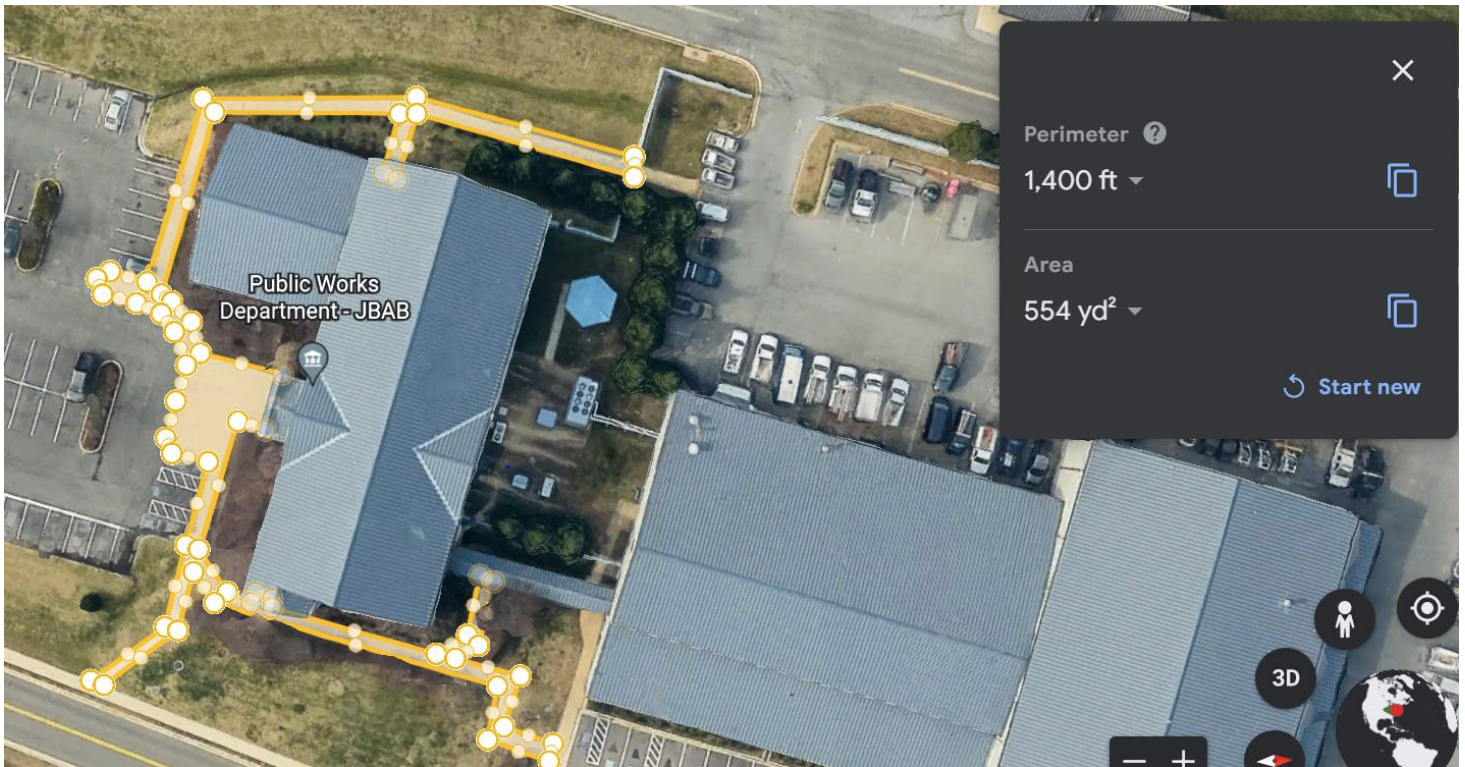 Public Works
Department - JBAB
Perimeter ?
1,400 ft
Area
554 yd²
Start new
3D